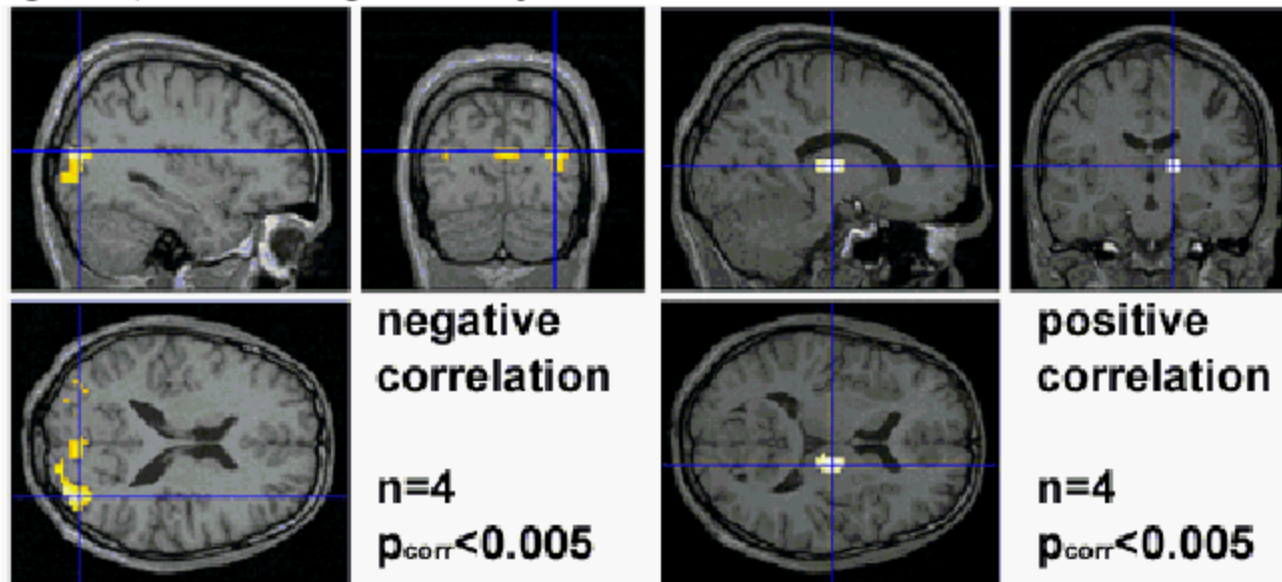 negative
correlation
n=4
pcorr<0.005
positive
correlation
n=4
pcorr<0.005